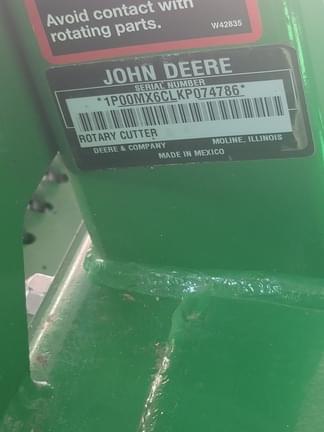 Avoid contact with
rotating parts.
W42835
JOHN DEERE
SERIAL NUMBER
*1P00MX6CLKP074786*
ROTARY CUTTER
DEERE & COMPANY MOLINE, ILLINOIS
MADE IN MEXICO